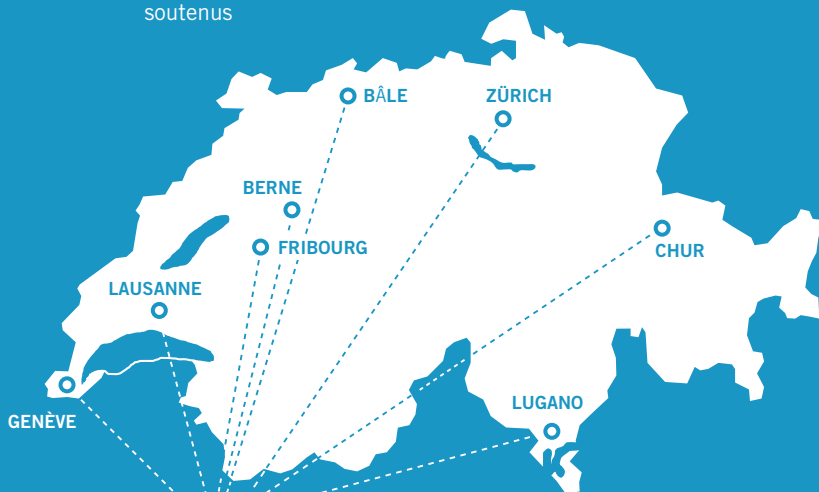 soutenus
BÂLE
ZÜRICH
BERNE
FRIBOURG
CHUR
LAUSANNE
LUGANO
GENÈVE